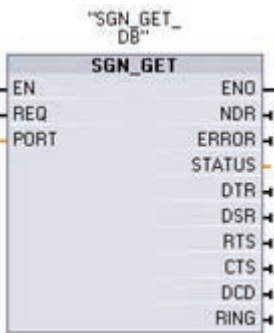 "SGN_GET_
DB"
SGN_GET
EN ENO
REQ NDR
PORT ERROR
STATUS
DTR
DSR
RTS
CTS
DCD
RING